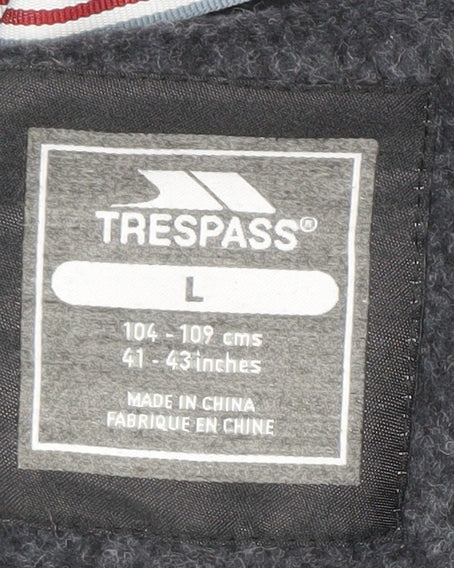 TRESPASS®
L
104 - 109 cms
41 - 43 inches
MADE IN CHINA
FABRIQUE EN CHINE